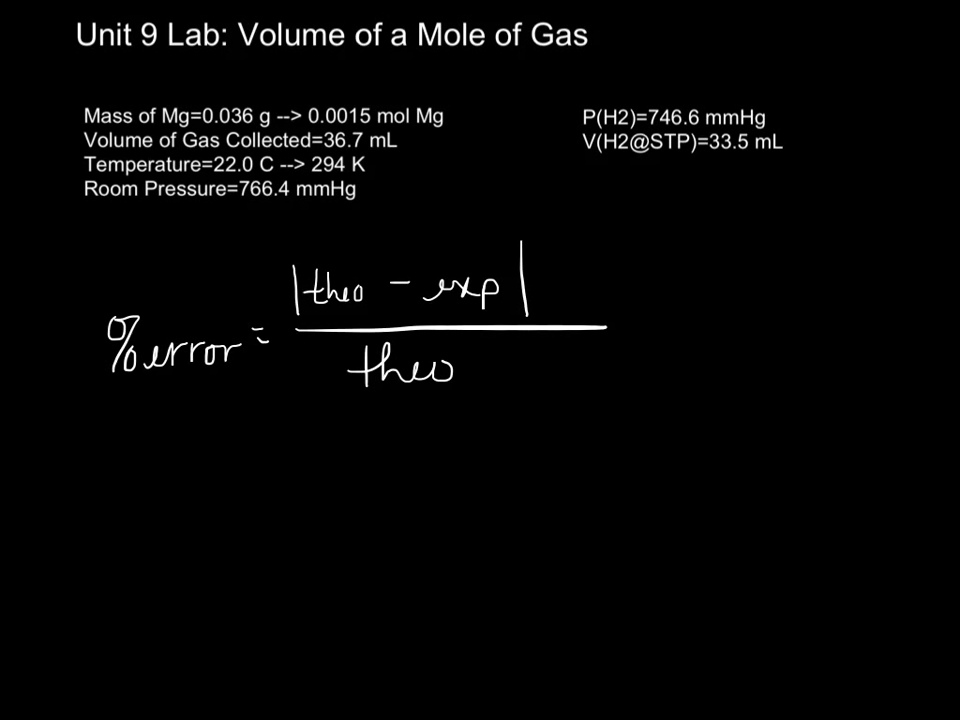 Unit 9 Lab: Volume of a Mole of Gas
Mass of Mg=0.036 g --> 0.0015 mol Mg
Volume of Gas Collected=36.7 mL
Temperature=22.0 C --> 294 K
Room Pressure=766.4 mmHg
P(H2)=746.6 mmHg
V(H2@STP)=33.5 mL
|theo - exp|
%error=
theo